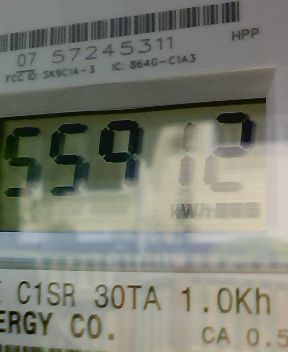 07 57245311
HPP
FCC ID: SK9C1A-3 IC: 864G-C1A3
55912
kWh
C1SR 30TA 1.0Kh
ERGY CO.
CA 0.5